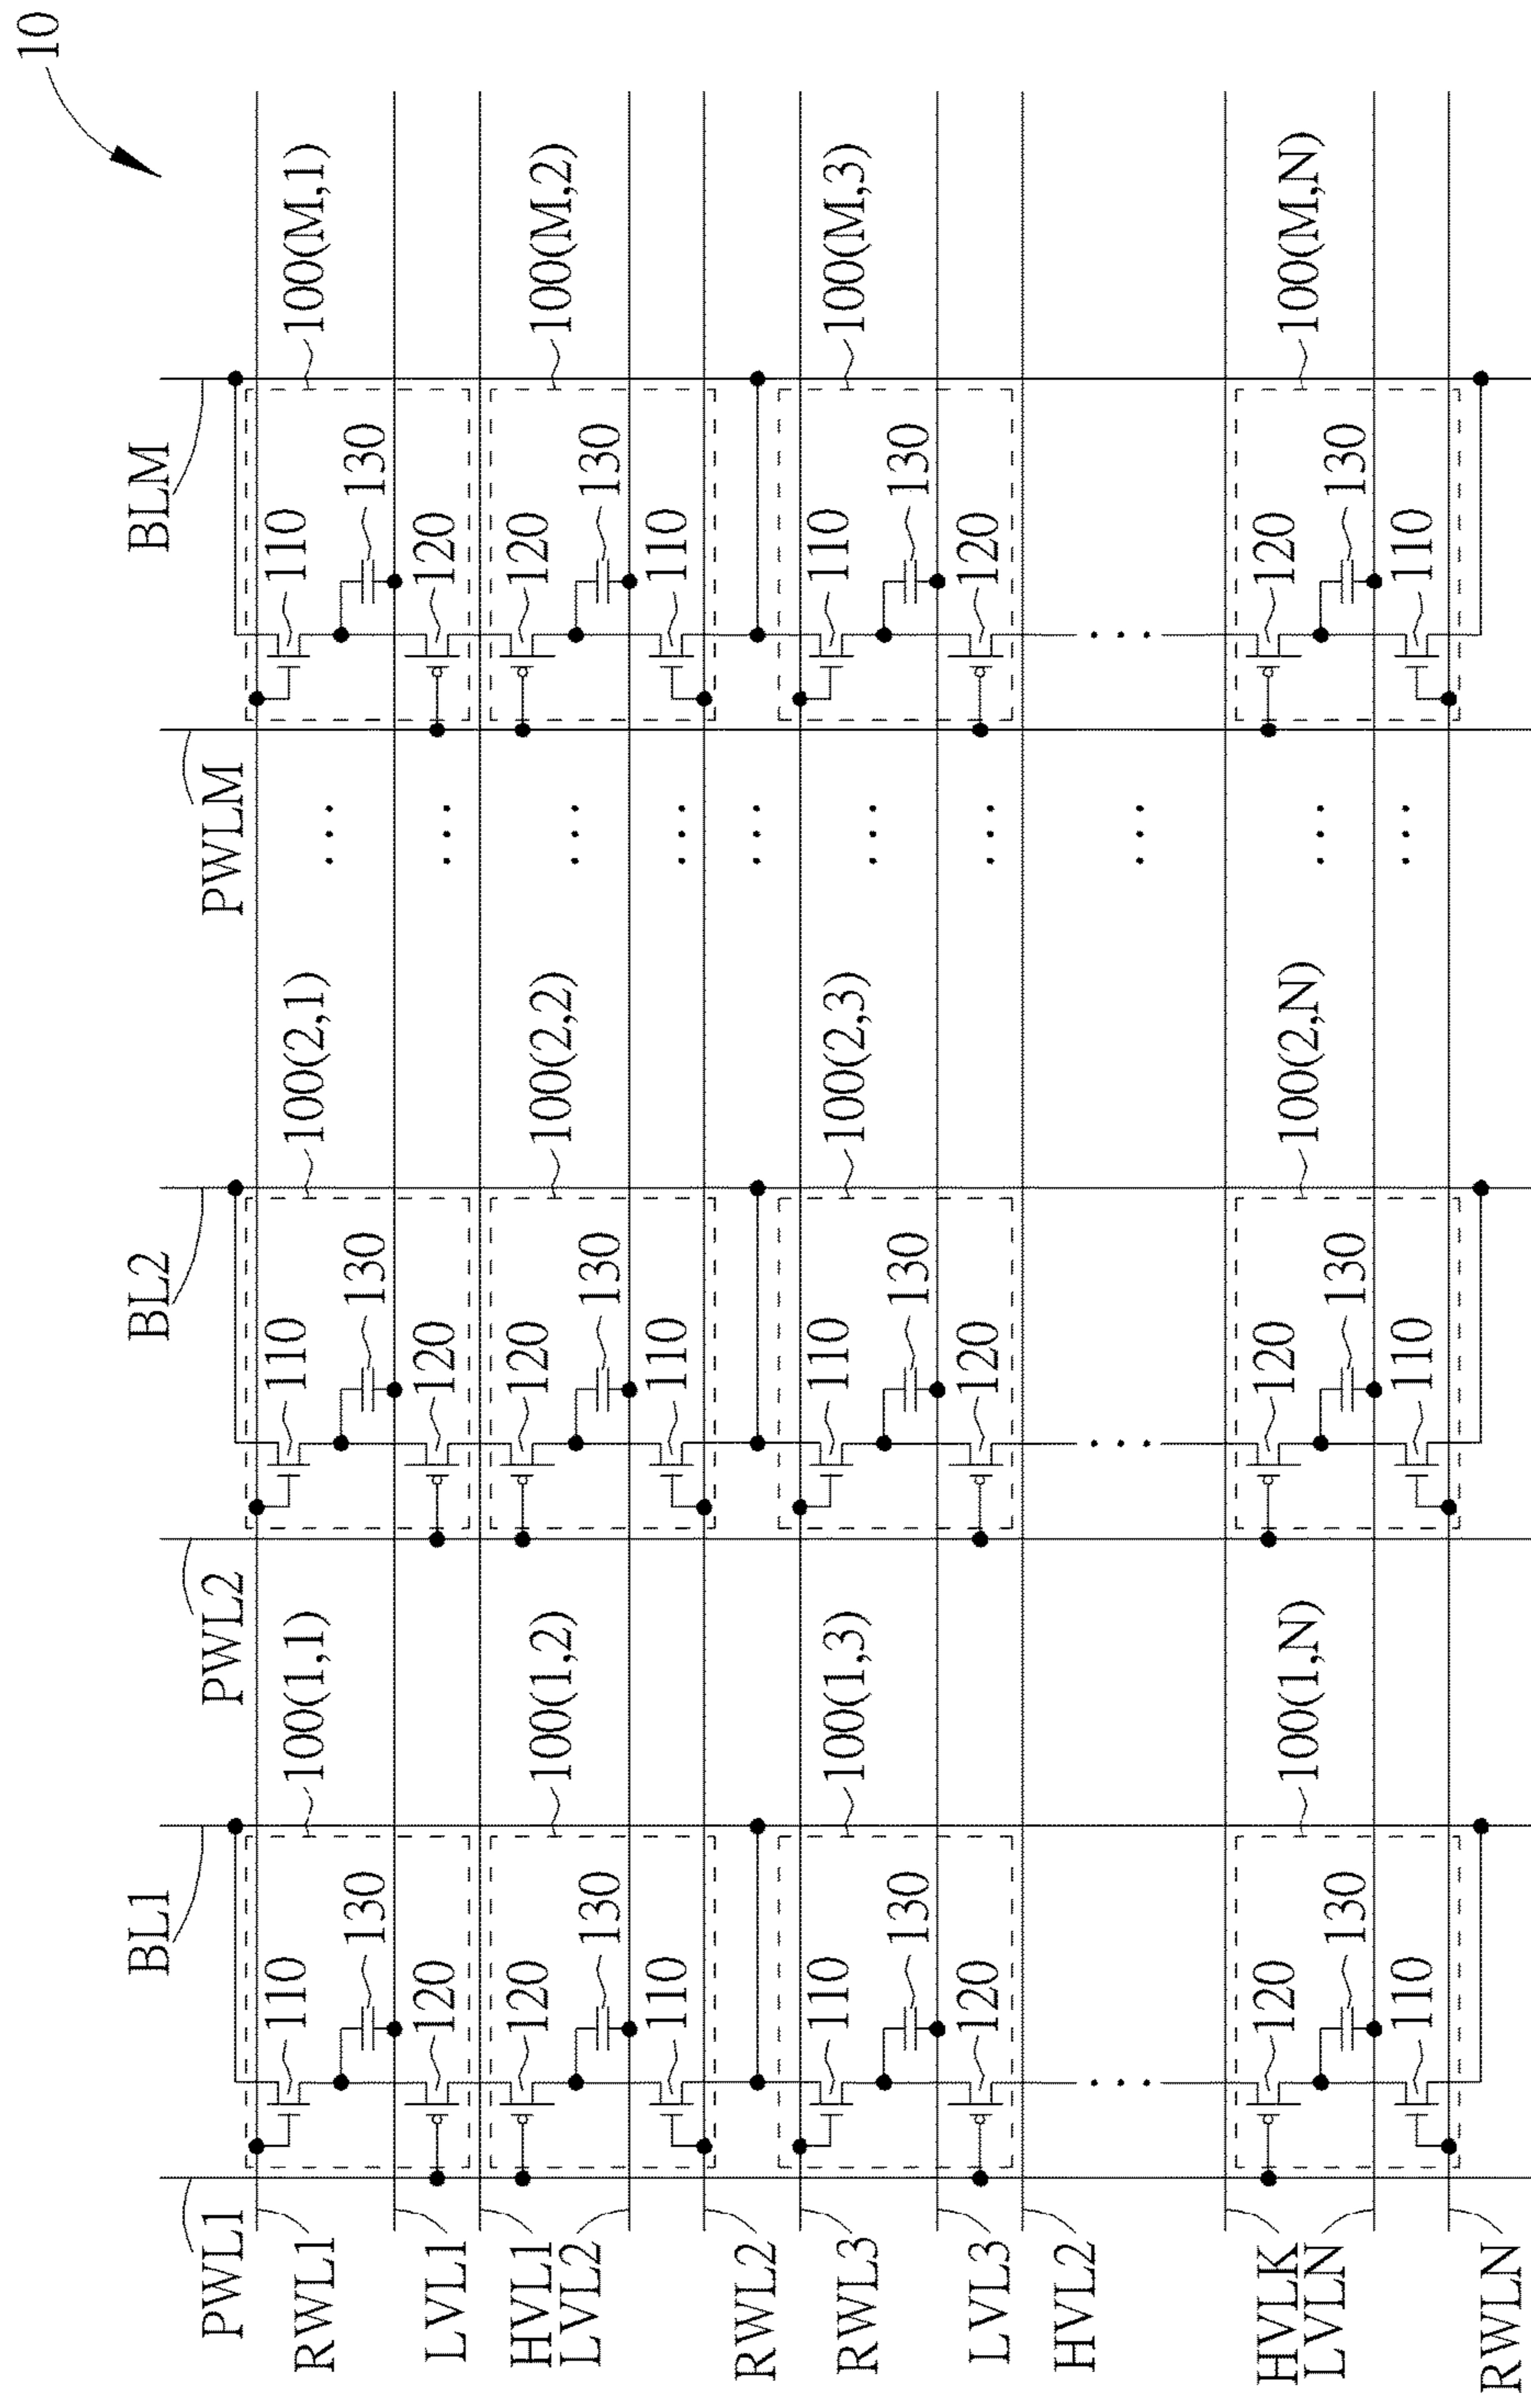 10
BL1 BL2 BLM
PWL1 PWL2 PWLM
RWL1 110 100(1,1) 110 100(2,1) ... 110 100(M,1)
130 130 130
LVL1 120 120 ... 120
HVL1 120 100(1,2) 120 100(2,2) 120 100(M,2)
LVL2 130 130 ... 130
110 110 ... 110
RWL2 ...
RWL3 110 100(1,3) 110 100(2,3) 110 100(M,3)
130 130 ... 130
LVL3 120 120 ... 120
HVL2
... ... ... ...
HVLK 120 100(1,N) 120 100(2,N) 120 100(M,N)
LVLN 130 130 ... 130
110 110 ... 110
RWLN